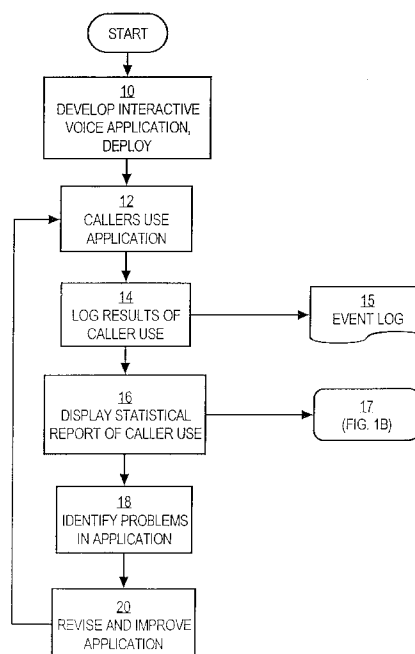 START
10
DEVELOP INTERACTIVE
VOICE APPLICATION,
DEPLOY
12
CALLERS USE
APPLICATION
14
LOG RESULTS OF
CALLER USE
15
EVENT LOG
16
DISPLAY STATISTICAL
REPORT OF CALLER USE
17
(FIG. 1B)
18
IDENTIFY PROBLEMS
IN APPLICATION
20
REVISE AND IMPROVE
APPLICATION